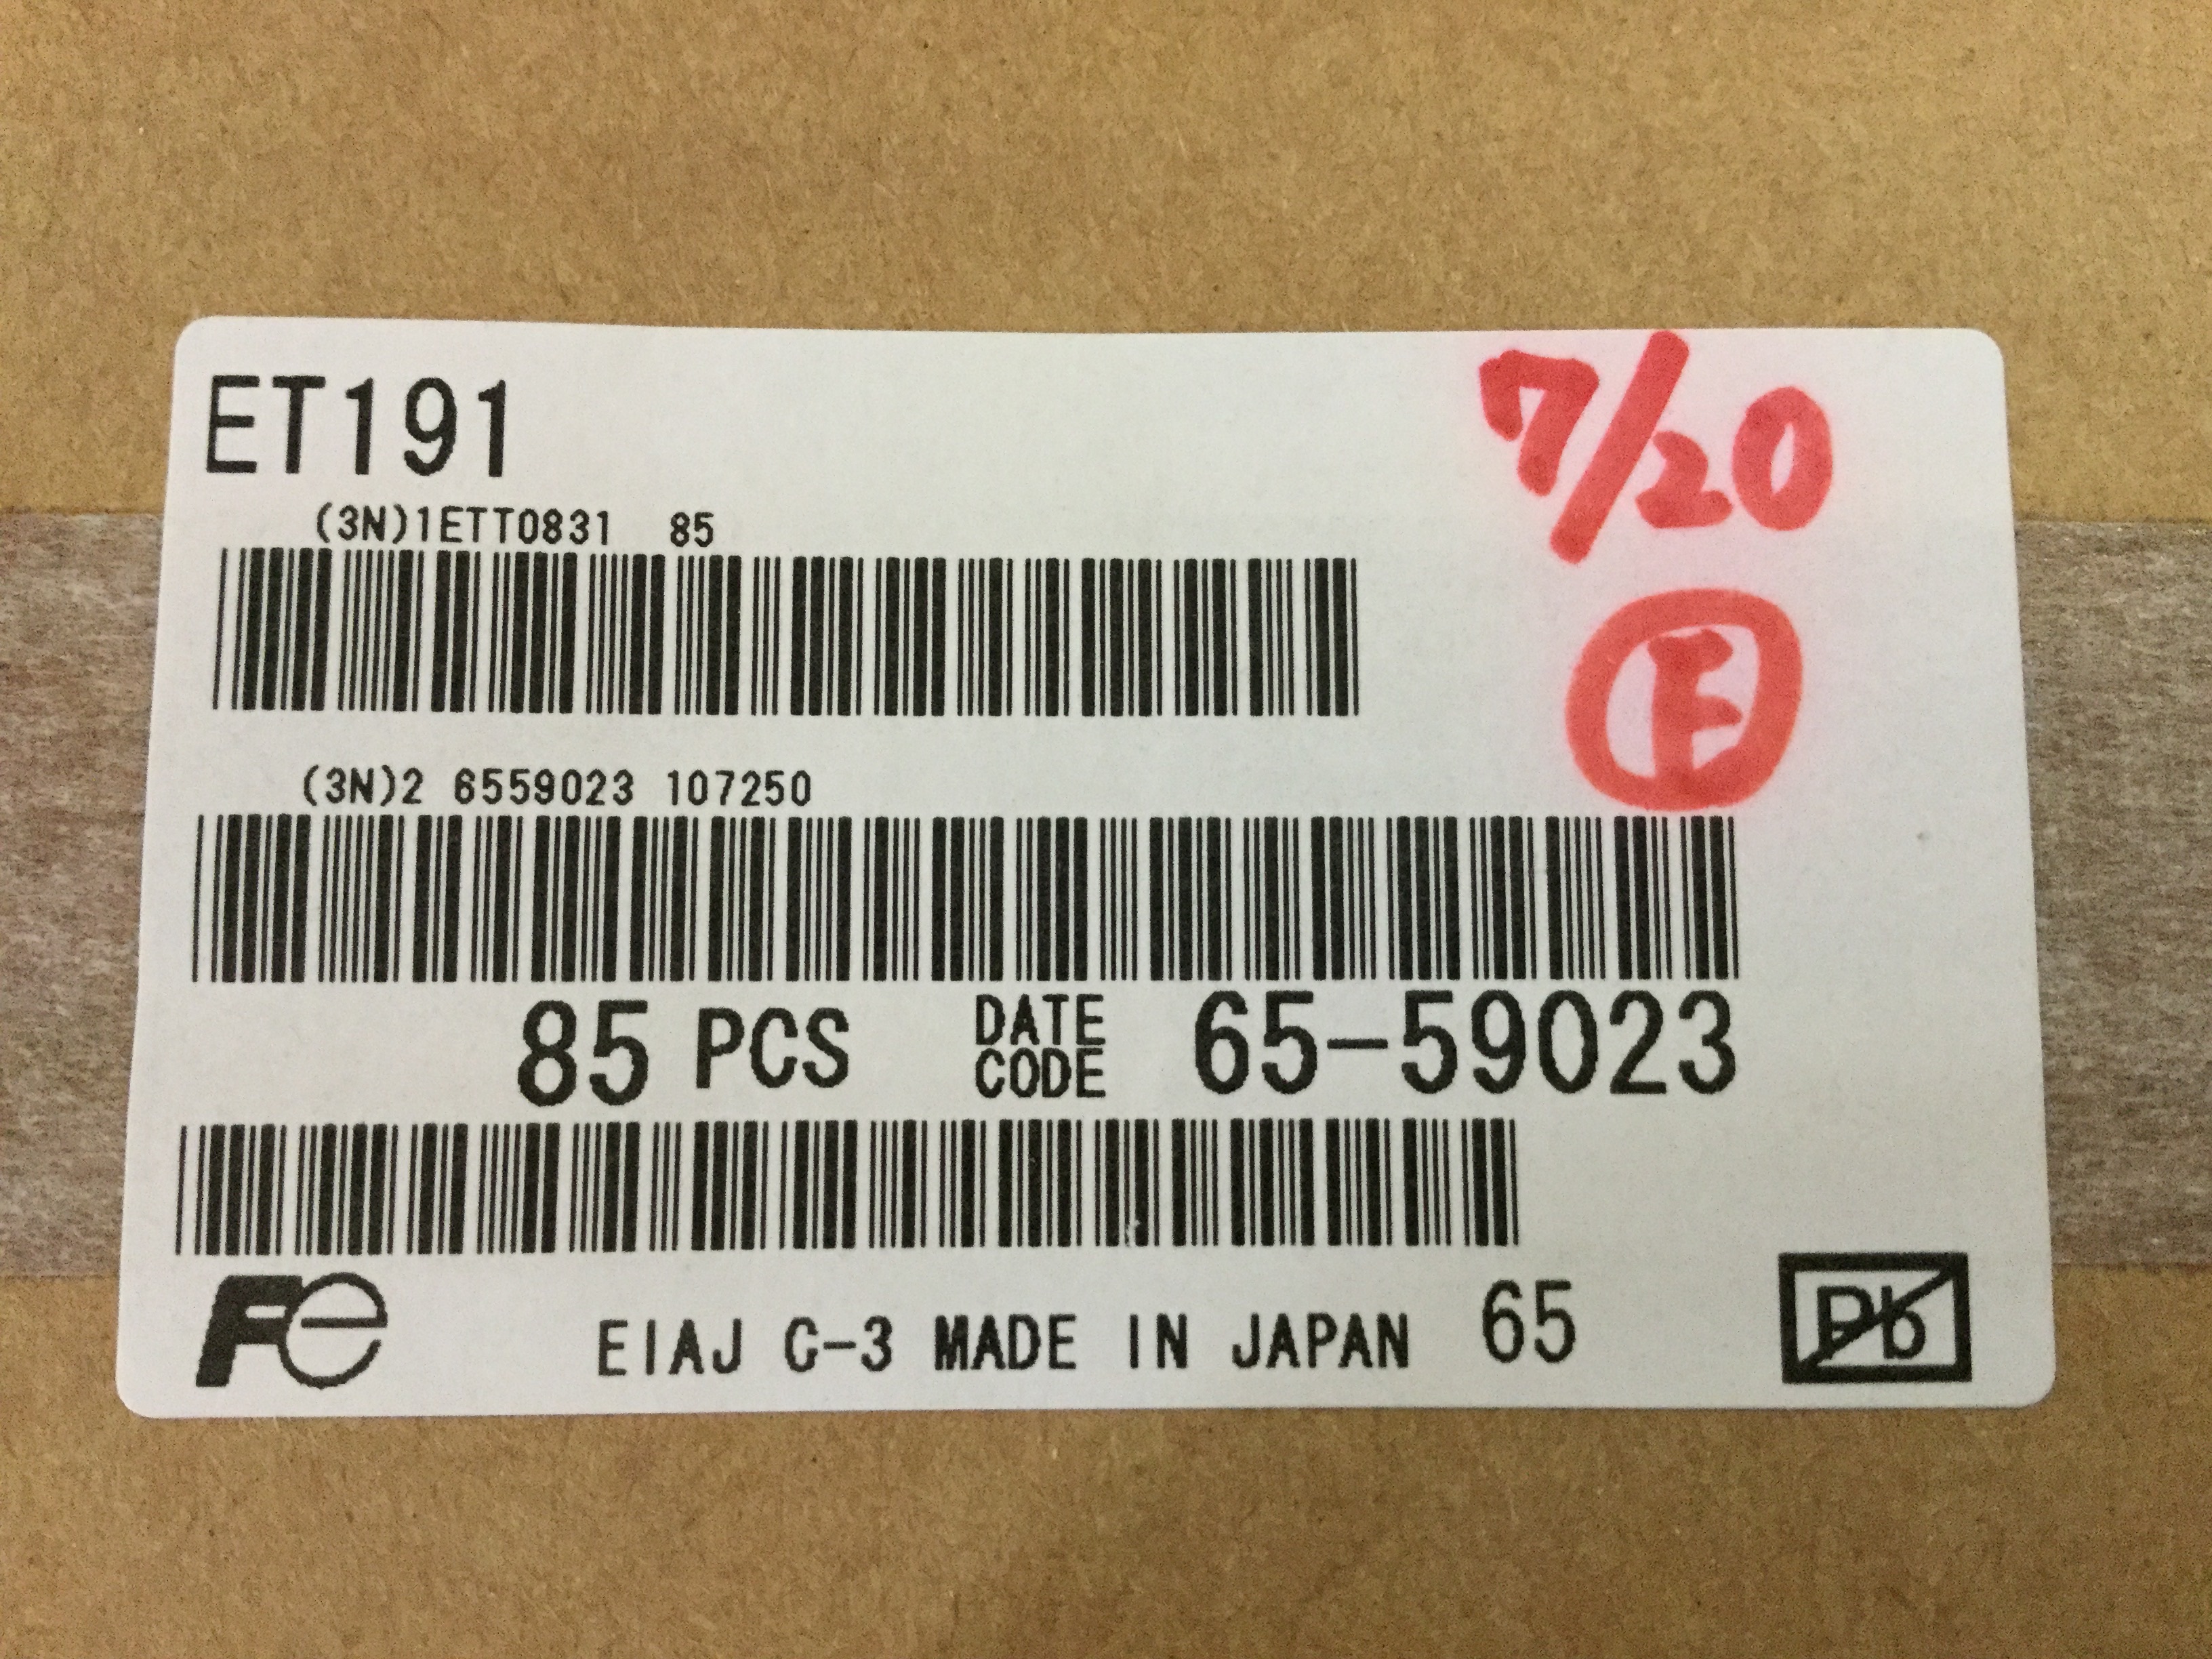 ET191
7/20
(3N)1ETT0831 85
E
(3N)2 6559023 107250
85 PCS DATE CODE 65-59023
Fe EIAJ C-3 MADE IN JAPAN 65 Pb